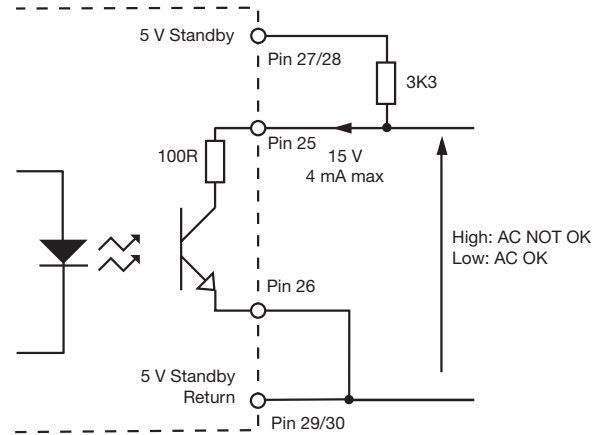 5 V Standby
Pin 27/28
3K3
Pin 25
100R
15 V
4 mA max
High: AC NOT OK
Low: AC OK
Pin 26
5 V Standby
Return
Pin 29/30